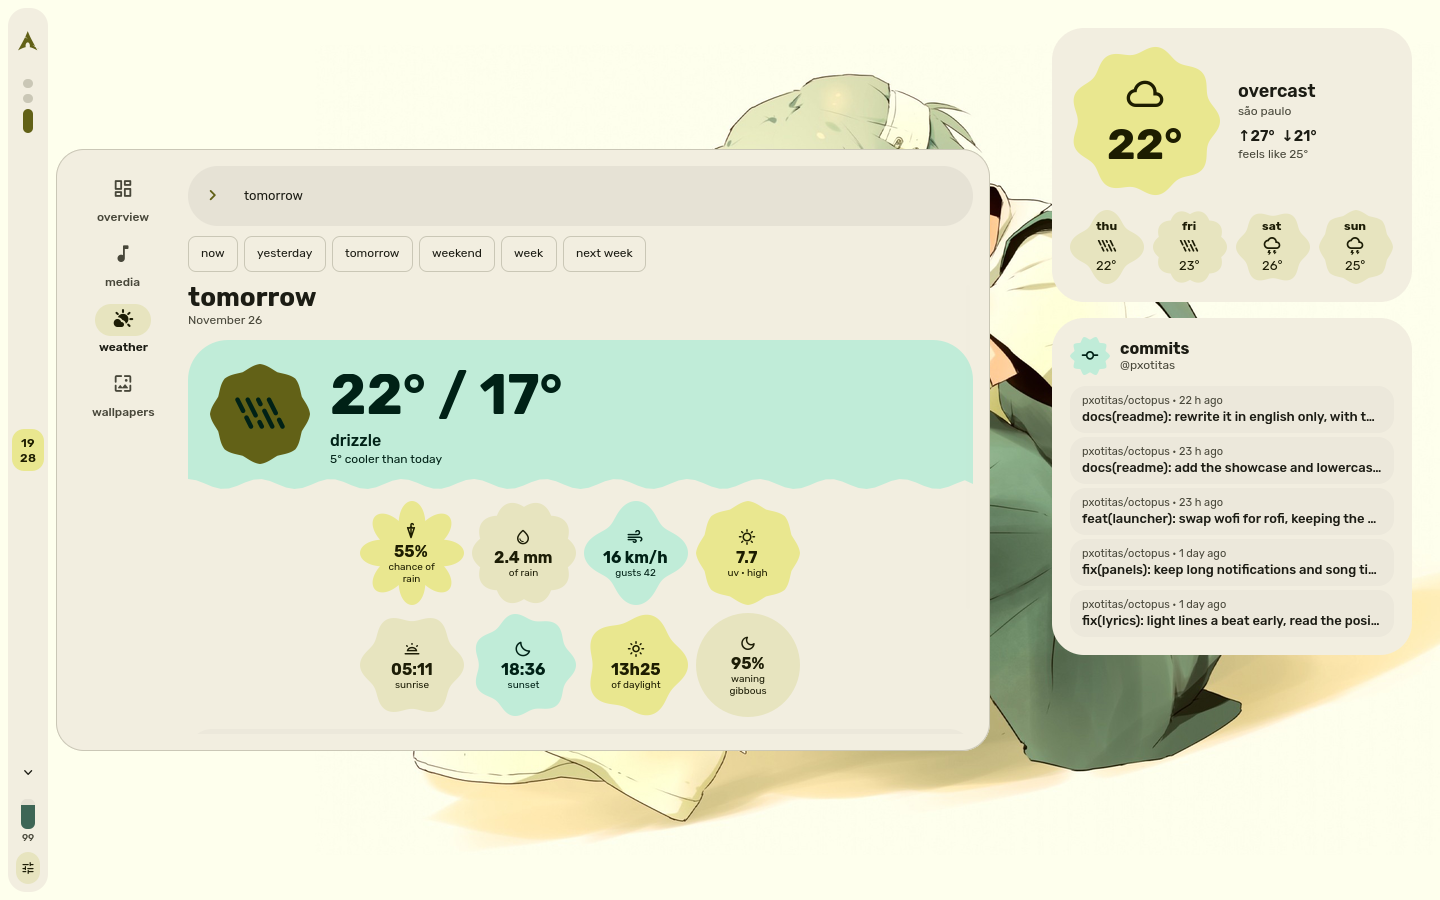 19
28
99
overview
media
weather
wallpapers
tomorrow
now
yesterday
tomorrow
weekend
week
next week
tomorrow
November 26
22° / 17°
drizzle
5° cooler than today
55%
chance of
rain
2.4 mm
of rain
16 km/h
gusts 42
7.7
uv • high
05:11
sunrise
18:36
sunset
13h25
of daylight
95%
waning
gibbous
22°
overcast
são paulo
↑27° ↓21°
feels like 25°
thu
22°
fri
23°
sat
26°
sun
25°
commits
@pxotitas
pxotitas/octopus • 22 h ago
docs(readme): rewrite it in english only, with t...
pxotitas/octopus • 23 h ago
docs(readme): add the showcase and lowercas...
pxotitas/octopus • 23 h ago
feat(launcher): swap wofi for rofi, keeping the ...
pxotitas/octopus • 1 day ago
fix(panels): keep long notifications and song ti...
pxotitas/octopus • 1 day ago
fix(lyrics): light lines a beat early, read the posi...